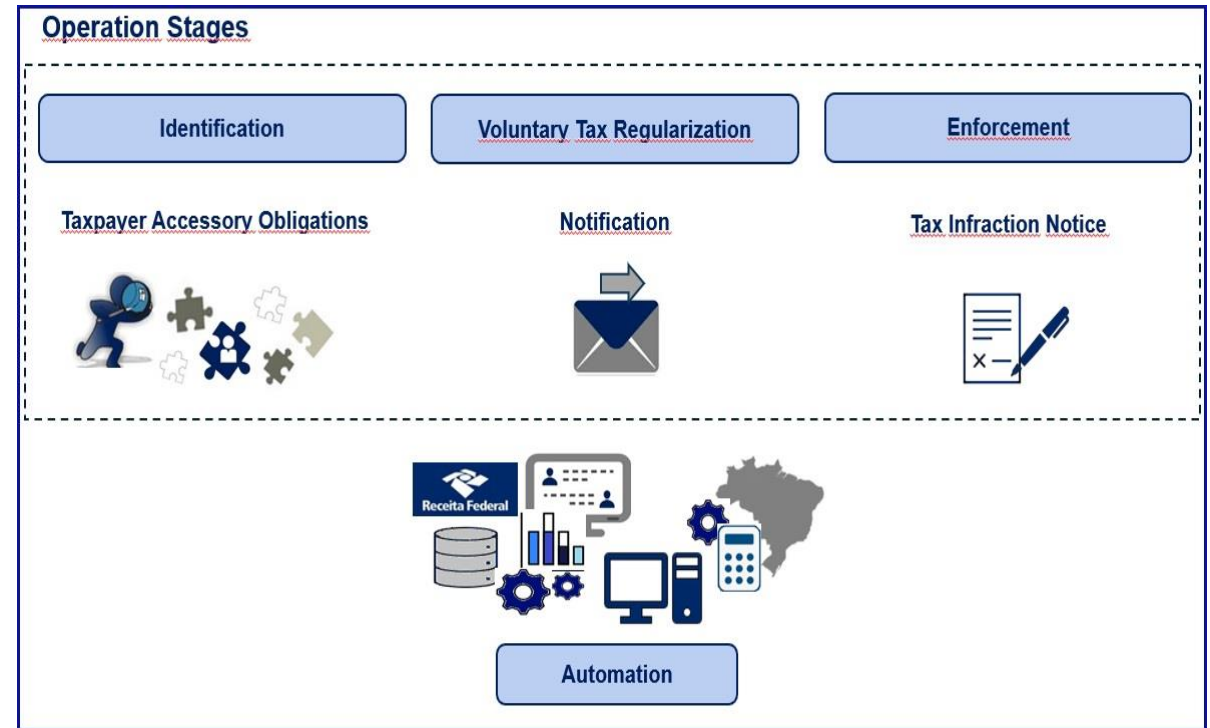 Operation Stages
Identification
Voluntary Tax Regularization
Enforcement
Taxpayer Accessory Obligations
Notification
Tax Infraction Notice
X
Receita Federal
Automation